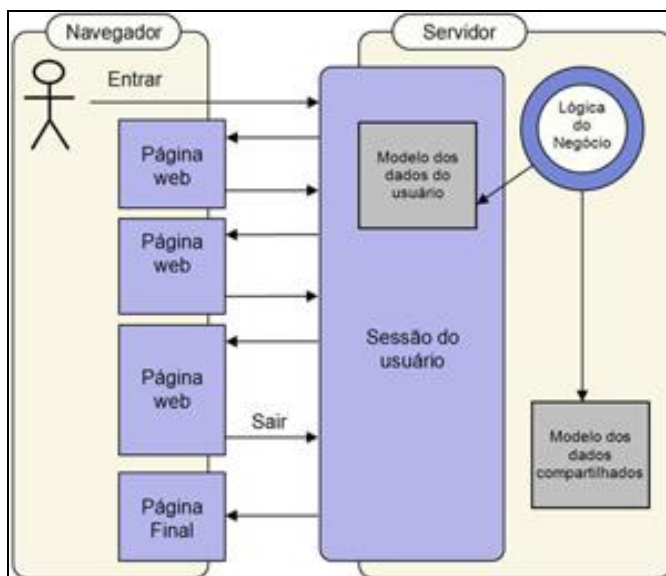 Navegador
Servidor
Entrar
Lógica
do
Negócio
Página
web
Modelo dos
dados do
usuário
Página
web
Sessão do
usuário
Página
web
Sair
Modelo dos
dados
compartilhados
Página
Final